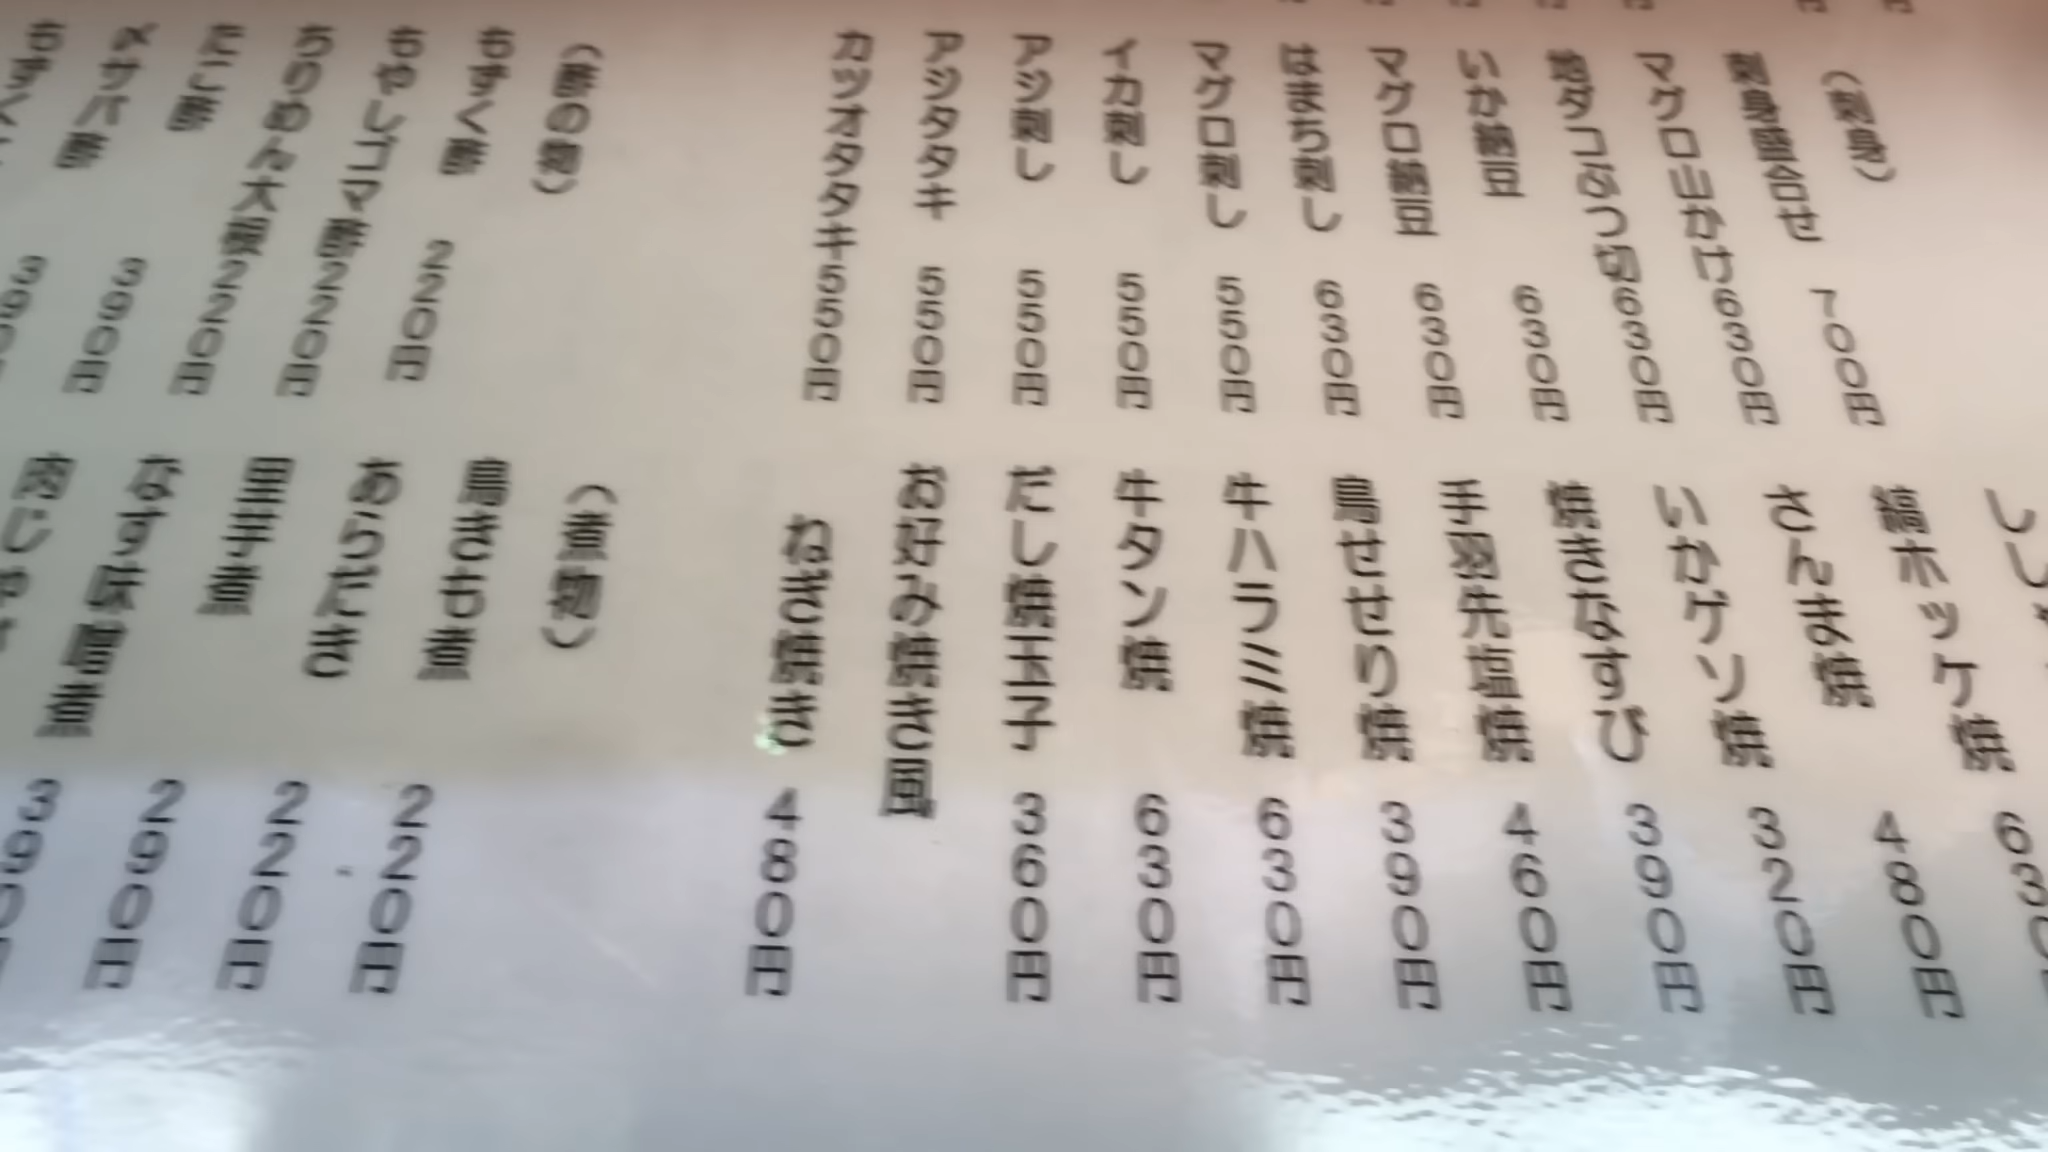 （刺身）
刺身盛合せ 700円
マグロ山かけ 630円
地ダコぶつ切 630円
いか納豆 630円
マグロ納豆 630円
はまち刺し 630円
マグロ刺し 550円
イカ刺し 550円
アジ刺し 550円
アジタタキ 550円
カツオタタキ 550円
（酢の物）
もずく酢 220円
もやしゴマ酢 220円
ちりめん大根 220円
たこ酢
〆サバ酢 390円
もずく
縞ホッケ焼 480円
さんま焼 320円
いかゲソ焼 390円
焼きなすび
手羽先塩焼 460円
鳥せせり焼 390円
牛ハラミ焼 630円
牛タン焼 630円
だし焼玉子 360円
お好み焼き風
ねぎ焼き 480円
（煮物）
鳥きも煮 220円
あらだき
里芋煮 220円
なす味噌煮 290円
肉じゃが 390円